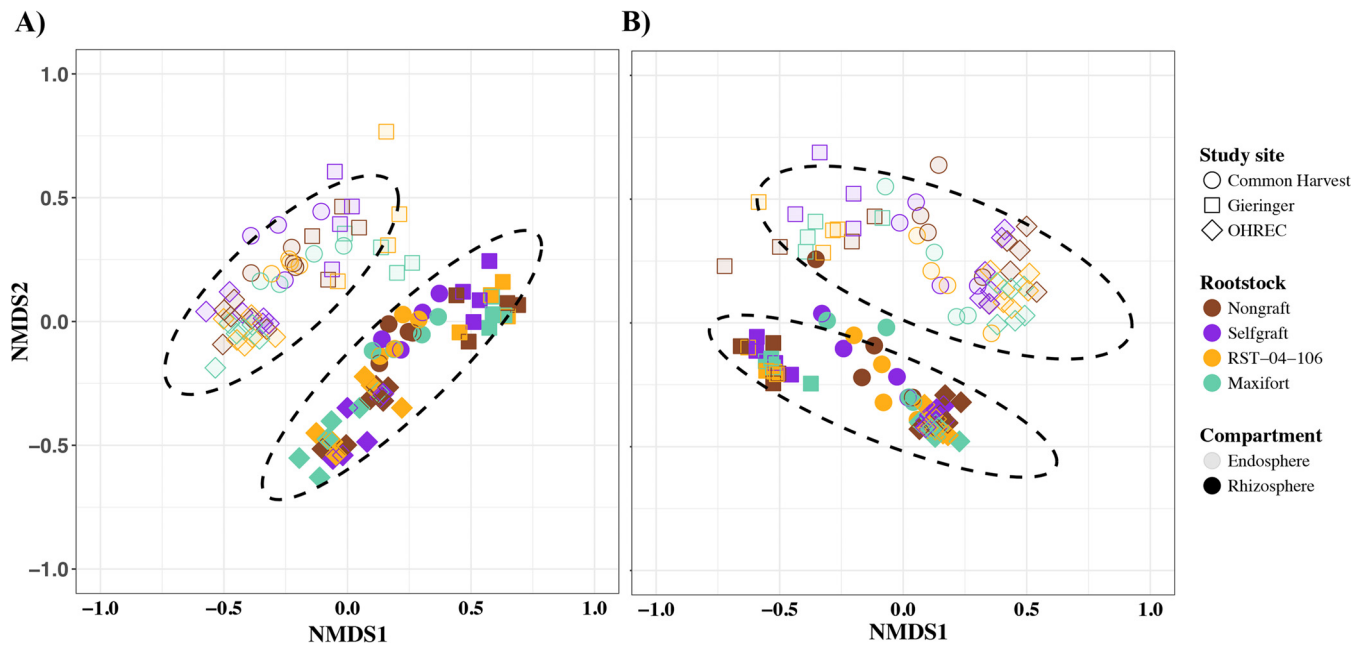 A)
B)
1.0
0.5
0.0
−0.5
−1.0
NMDS2
−1.0 −0.5 0.0 0.5 1.0
NMDS1
−1.0 −0.5 0.0 0.5 1.0
NMDS1
Study site
Common Harvest
Gieringer
OHREC
Rootstock
Nongraft
Selfgraft
RST−04−106
Maxifort
Compartment
Endosphere
Rhizosphere